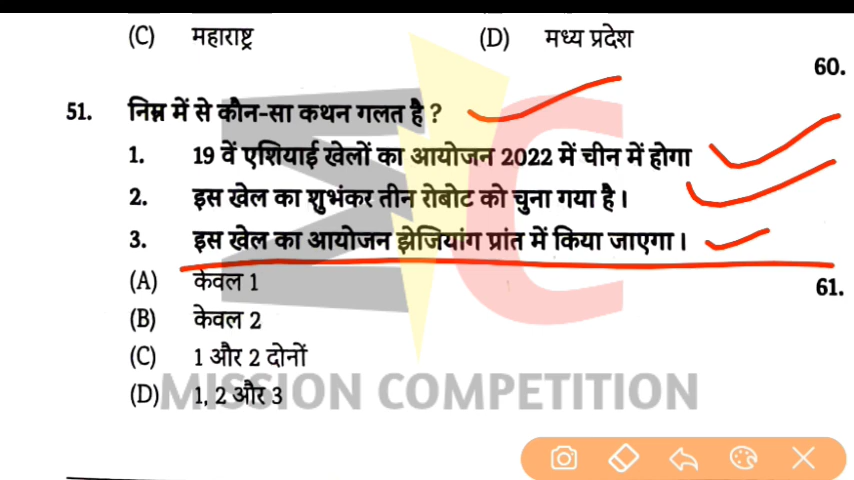 (C) महाराष्ट्र (D) मध्य प्रदेश
60.
51. निम्न में से कौन-सा कथन गलत है ?
1. 19 वें एशियाई खेलों का आयोजन 2022 में चीन में होगा
2. इस खेल का शुभंकर तीन रोबोट को चुना गया है।
3. इस खेल का आयोजन झेजियांग प्रांत में किया जाएगा।
(A) केवल 1
61.
(B) केवल 2
(C) 1 और 2 दोनों
(D) 1, 2 और 3
MISSION COMPETITION